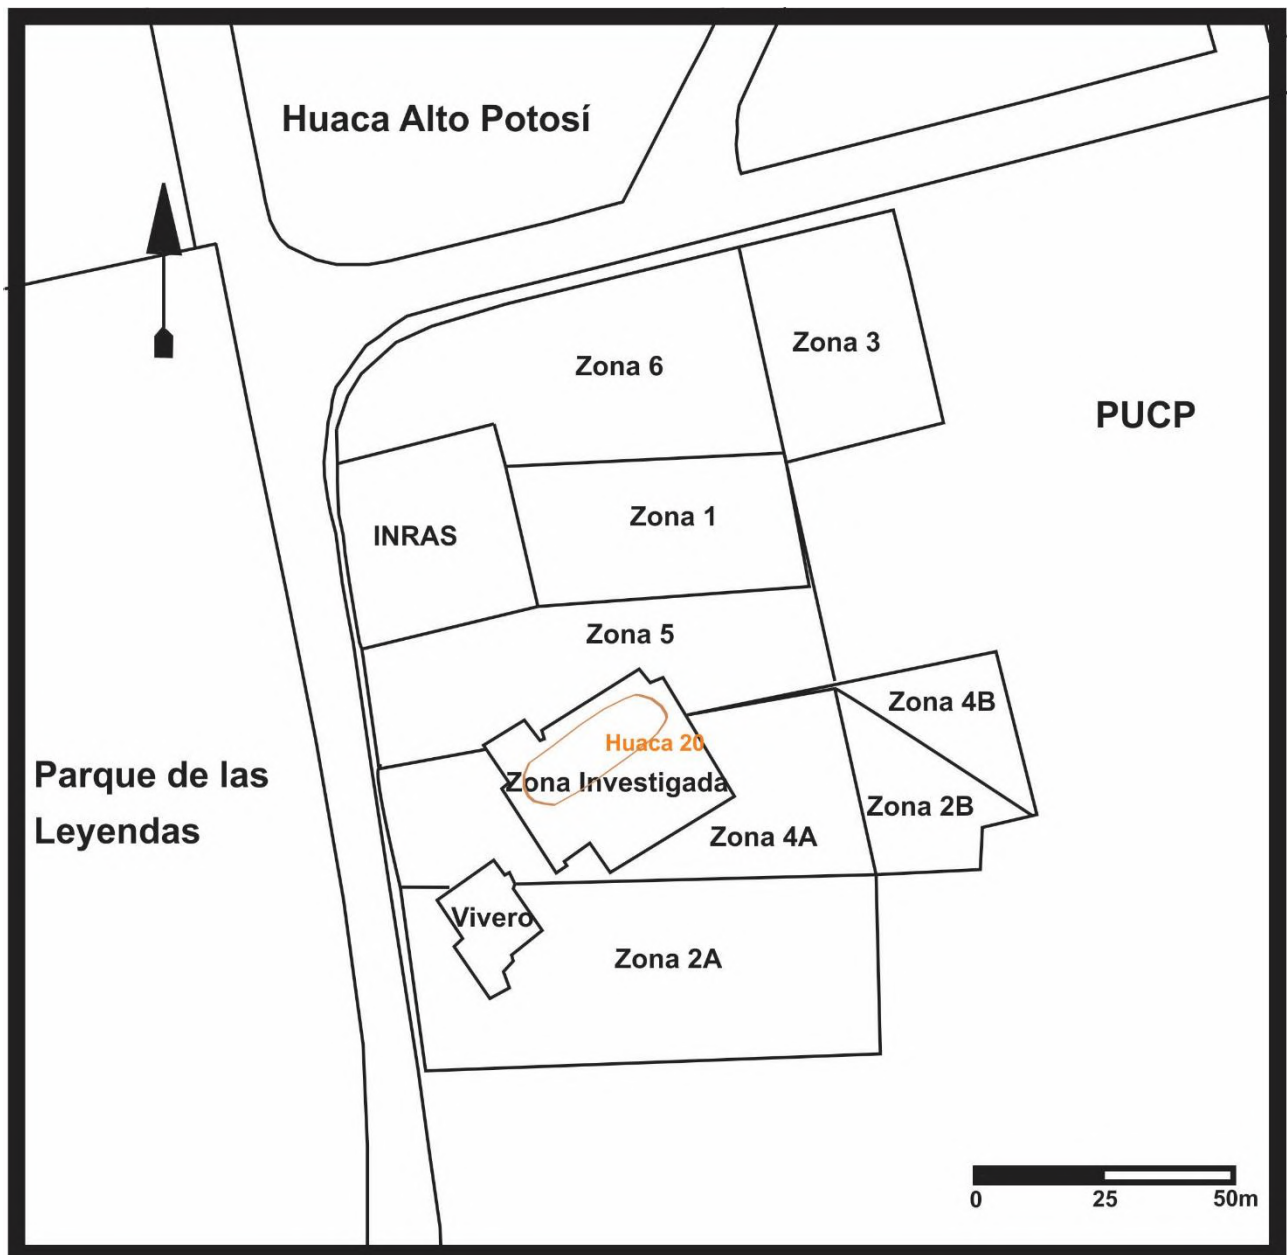 Huaca Alto Potosí
Zona 3
Zona 6
PUCP
Zona 1
INRAS
Zona 5
Zona 4B
Huaca 20
Parque de las
Leyendas
Zona Investigada
Zona 2B
Zona 4A
Vivero
Zona 2A
0 25 50m